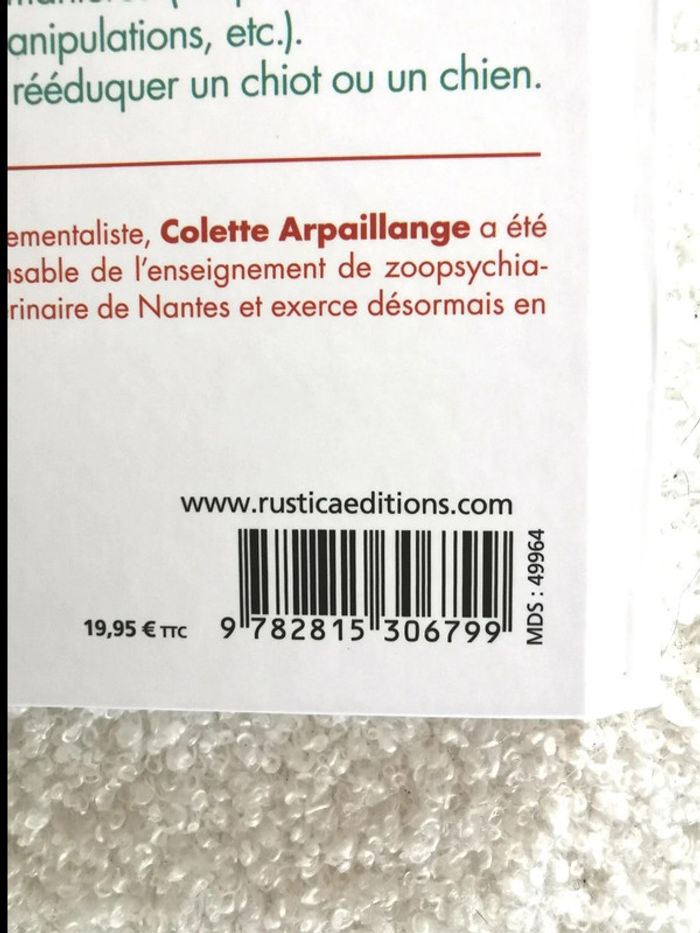 anipulations, etc.).
rééduquer un chiot ou un chien.
ementaliste, Colette Arpaillange a été
sable de l'enseignement de zoopsychia-
rinaire de Nantes et exerce désormais en
www.rusticaeditions.com
19,95 € TTC
9 782815 306799
MDS : 49964